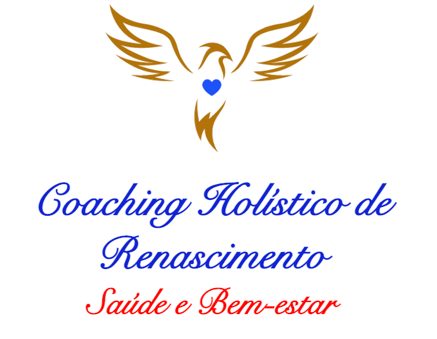 Coaching Holístico de
Renascimento
Saúde e Bem-estar